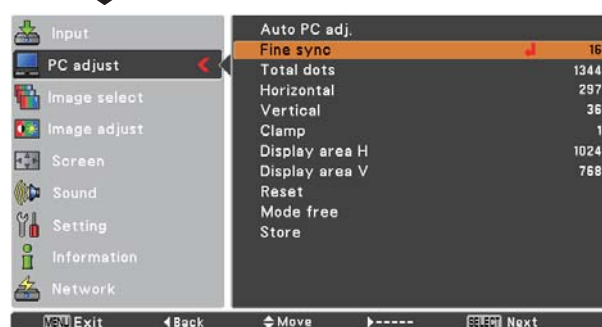 Input
PC adjust
Image select
Image adjust
Screen
Sound
Setting
Information
Network
Auto PC adj.
Fine sync 16
Total dots 1344
Horizontal 297
Vertical 36
Clamp 1
Display area H 1024
Display area V 768
Reset
Mode free
Store
MENU Exit ◀Back Move ▶----- SELECT Next